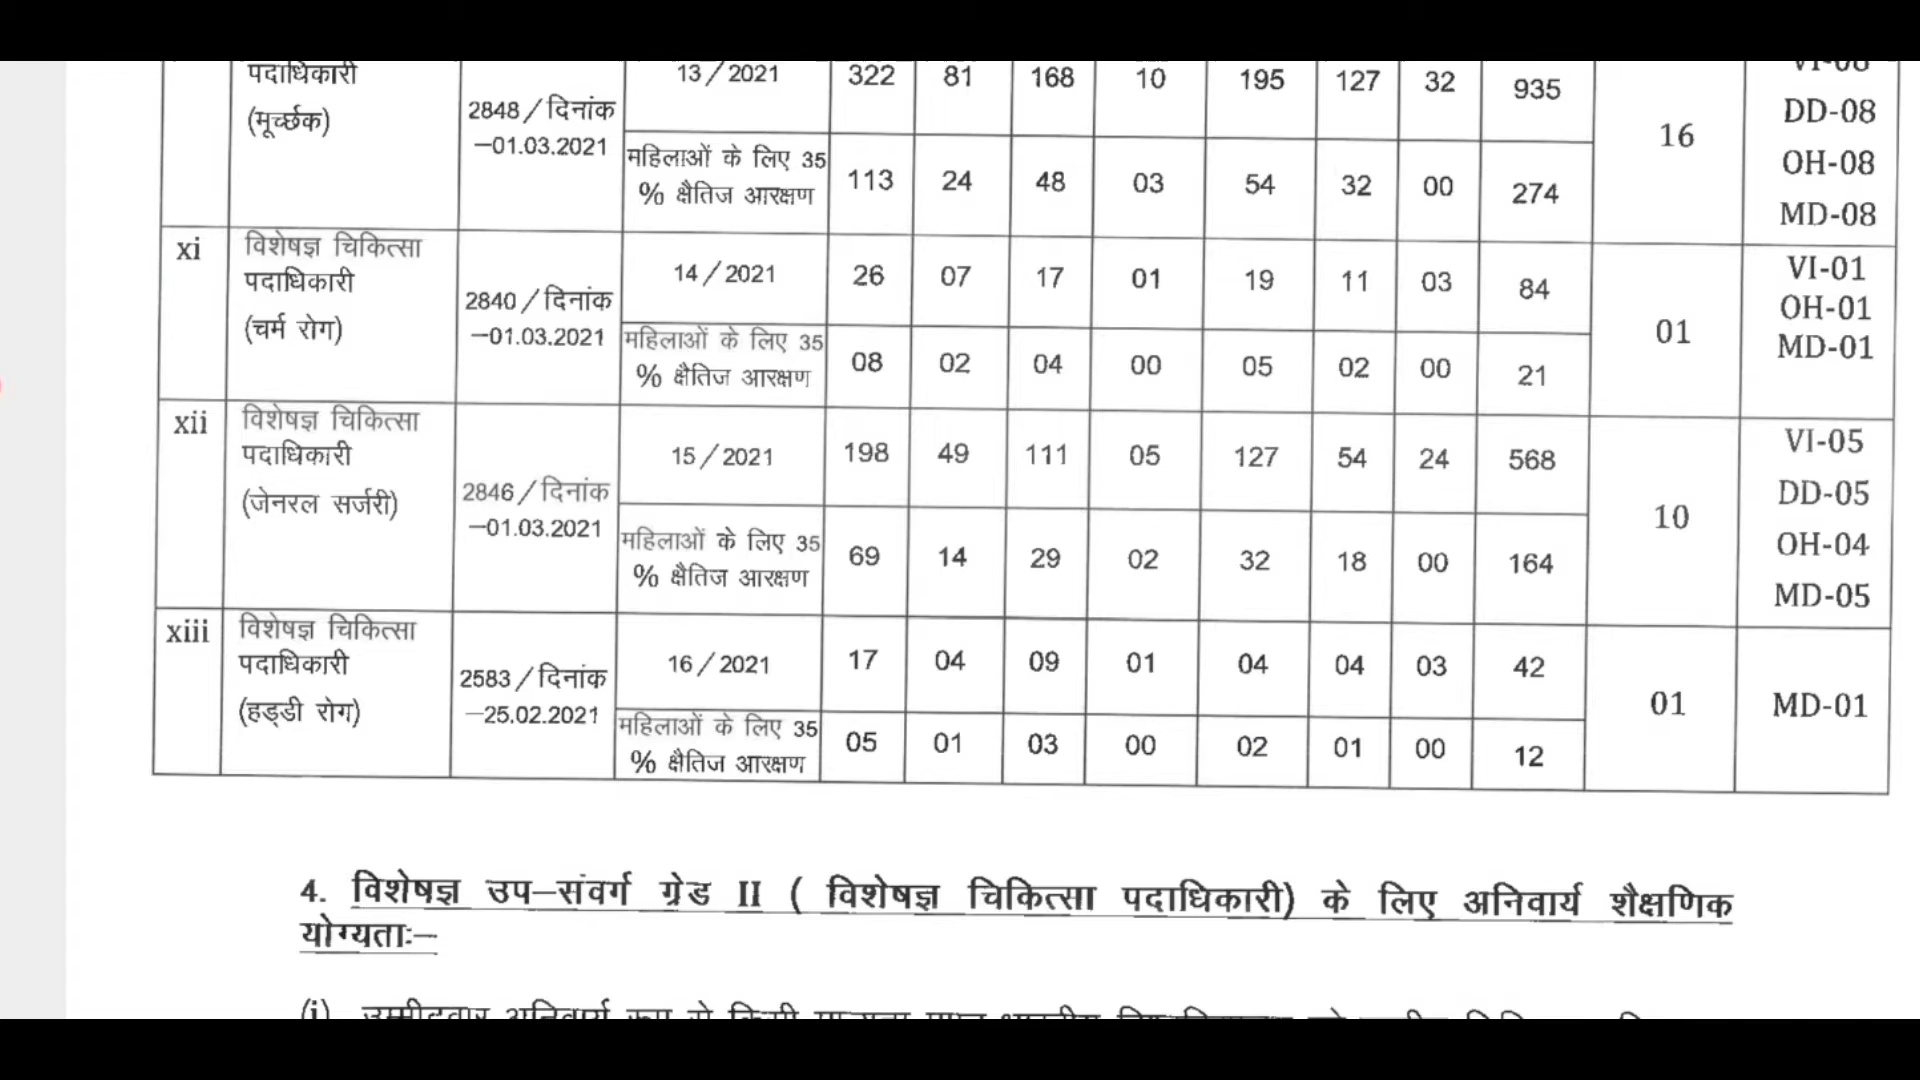 पदाधिकारी
(मूर्च्छक)
2848/दिनांक
–01.03.2021
13/2021 322 81 168 10 195 127 32 935
महिलाओं के लिए 35
% क्षैतिज आरक्षण
113 24 48 03 54 32 00 274
16
VI-08
DD-08
OH-08
MD-08
xi
विशेषज्ञ चिकित्सा
पदाधिकारी
(चर्म रोग)
2840/दिनांक
–01.03.2021
14/2021 26 07 17 01 19 11 03 84
महिलाओं के लिए 35
% क्षैतिज आरक्षण
08 02 04 00 05 02 00 21
01
VI-01
OH-01
MD-01
xii
विशेषज्ञ चिकित्सा
पदाधिकारी
(जेनरल सर्जरी)
2846/दिनांक
–01.03.2021
15/2021 198 49 111 05 127 54 24 568
महिलाओं के लिए 35
% क्षैतिज आरक्षण
69 14 29 02 32 18 00 164
10
VI-05
DD-05
OH-04
MD-05
xiii
विशेषज्ञ चिकित्सा
पदाधिकारी
(हड्डी रोग)
2583/दिनांक
–25.02.2021
16/2021 17 04 09 01 04 04 03 42
महिलाओं के लिए 35
% क्षैतिज आरक्षण
05 01 03 00 02 01 00 12
01
MD-01
4. विशेषज्ञ उप–संवर्ग ग्रेड II ( विशेषज्ञ चिकित्सा पदाधिकारी) के लिए अनिवार्य शैक्षणिक
योग्यताः–
(i) उम्मीदवार अनिवार्य रूप से किसी